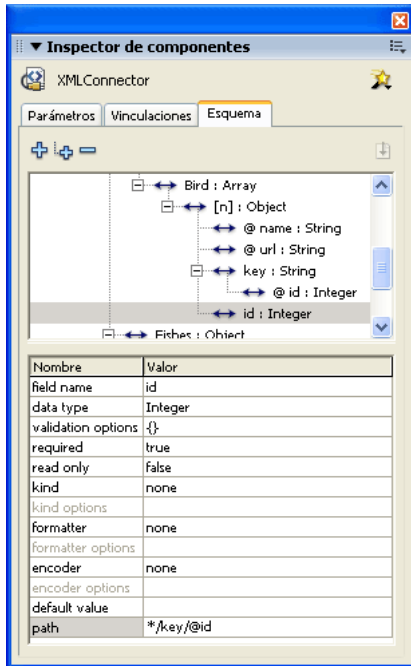 Inspector de componentes
XMLConnector
Parámetros Vinculaciones Esquema
Bird : Array
[n] : Object
@ name : String
@ url : String
key : String
@ id : Integer
id : Integer
Fishes : Object
Nombre Valor
field name id
data type Integer
validation options {}
required true
read only false
kind none
kind options
formatter none
formatter options
encoder none
encoder options
default value
path */key/@id